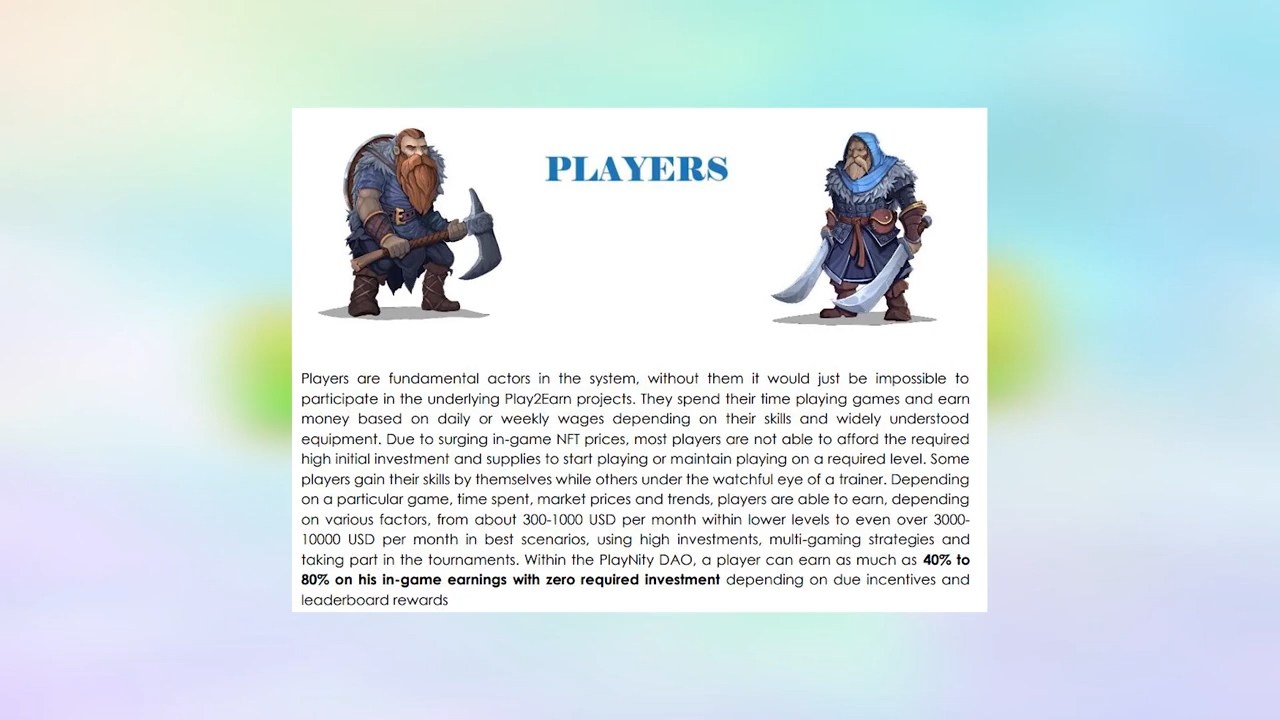 PLAYERS
Players are fundamental actors in the system, without them it would just be impossible to
participate in the underlying Play2Earn projects. They spend their time playing games and earn
money based on daily or weekly wages depending on their skills and widely understood
equipment. Due to surging in-game NFT prices, most players are not able to afford the required
high initial investment and supplies to start playing or maintain playing on a required level. Some
players gain their skills by themselves while others under the watchful eye of a trainer. Depending
on a particular game, time spent, market prices and trends, players are able to earn, depending
on various factors, from about 300-1000 USD per month within lower levels to even over 3000-
10000 USD per month in best scenarios, using high investments, multi-gaming strategies and
taking part in the tournaments. Within the PlayNity DAO, a player can earn as much as 40% to
80% on his in-game earnings with zero required investment depending on due incentives and
leaderboard rewards